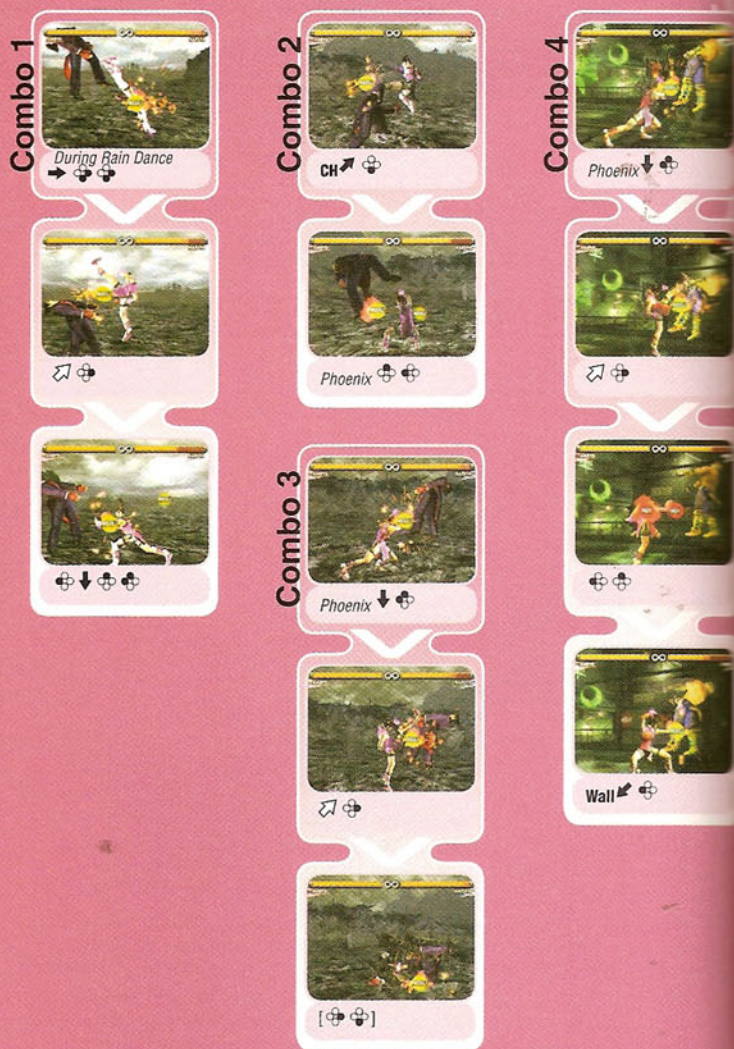 Combo 1
During Rain Dance
Combo 2
CH
Phoenix
Combo 3
Phoenix
[ ]
Combo 4
Phoenix
Wall